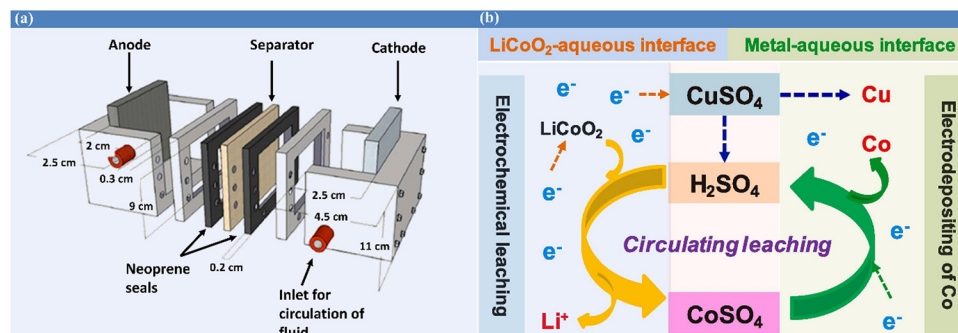 (a)
Anode
Separator
Cathode
2 cm
2.5 cm
0.3 cm
9 cm
2.5 cm
4.5 cm
11 cm
Neoprene
seals
0.2 cm
Inlet for
circulation of
fluid
(b)
LiCoO₂-aqueous interface
Metal-aqueous interface
Electrochemical leaching
e⁻
e⁻
CuSO₄
Cu
LiCoO₂
e⁻
Co
e⁻
H₂SO₄
e⁻
e⁻
Circulating leaching
Li⁺
CoSO₄
e⁻
Electrodepositing of Co